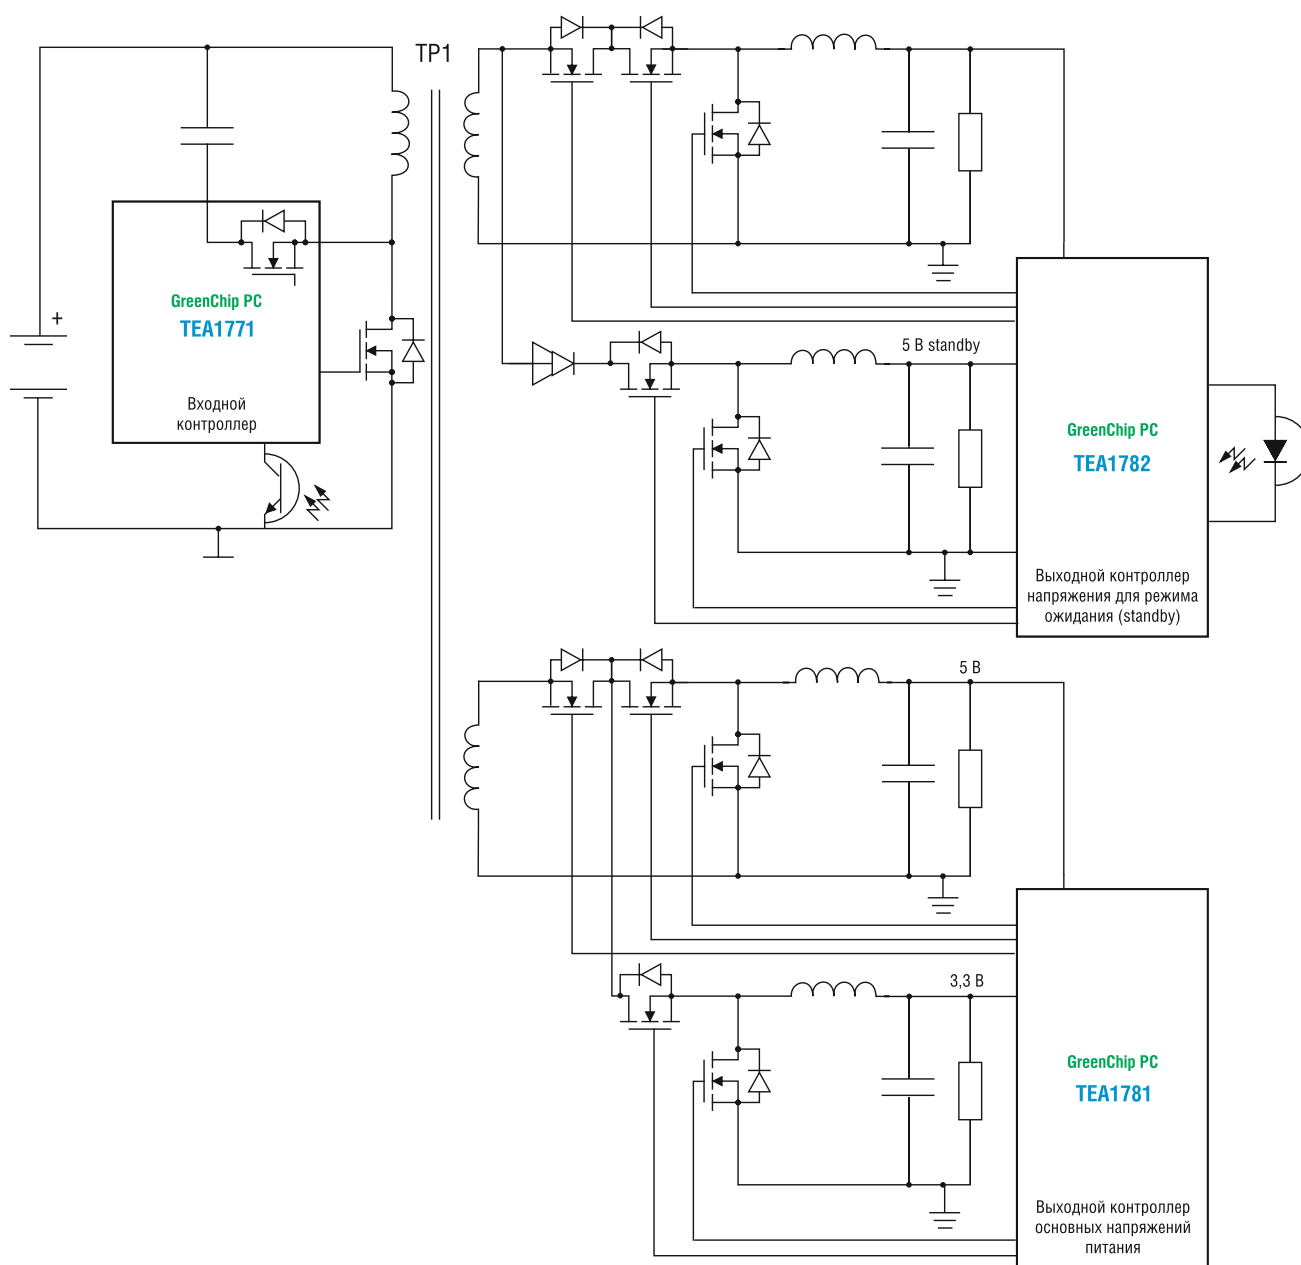 TP1
+
GreenChip PC
TEA1771
Входной
контроллер
5 В standby
GreenChip PC
TEA1782
Выходной контроллер
напряжения для режима
ожидания (standby)
5 В
3,3 В
GreenChip PC
TEA1781
Выходной контроллер
основных напряжений
питания